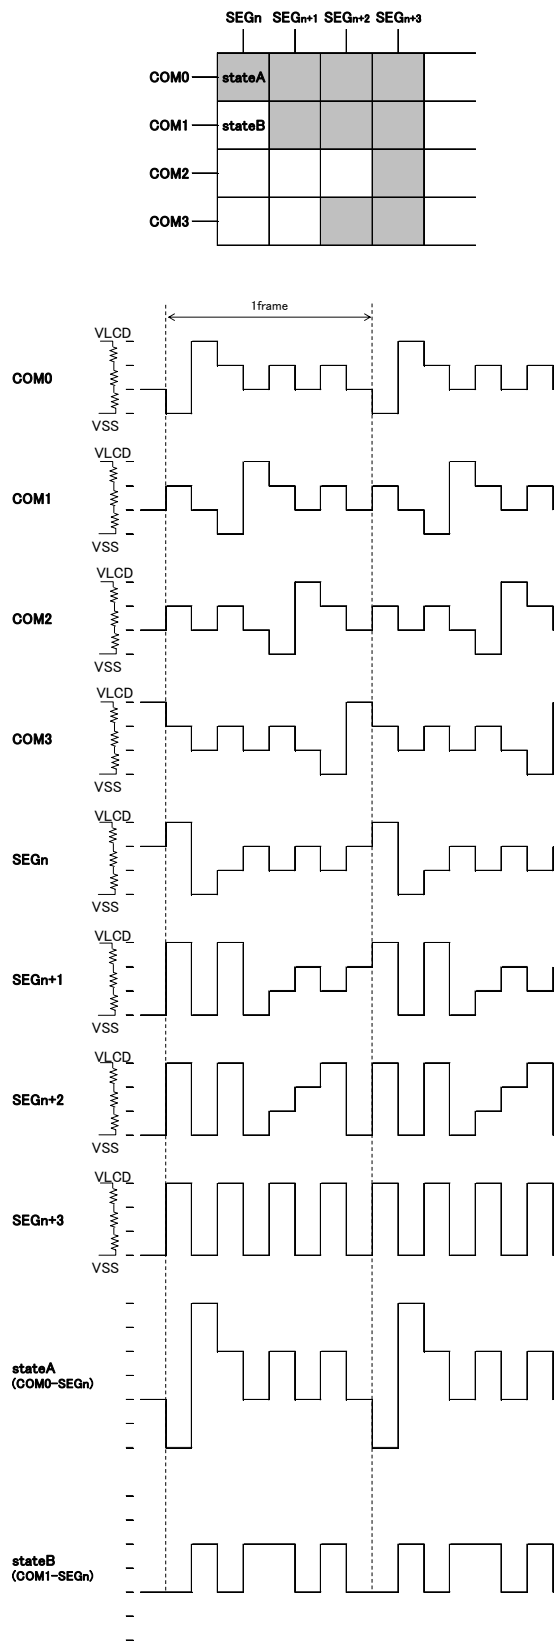 SEGn SEGn+1 SEGn+2 SEGn+3
COM0 stateA
COM1 stateB
COM2
COM3
1frame
VLCD
COM0
VSS
VLCD
COM1
VSS
VLCD
COM2
VSS
VLCD
COM3
VSS
VLCD
SEGn
VSS
VLCD
SEGn+1
VSS
VLCD
SEGn+2
VSS
VLCD
SEGn+3
VSS
stateA
(COM0-SEGn)
stateB
(COM1-SEGn)